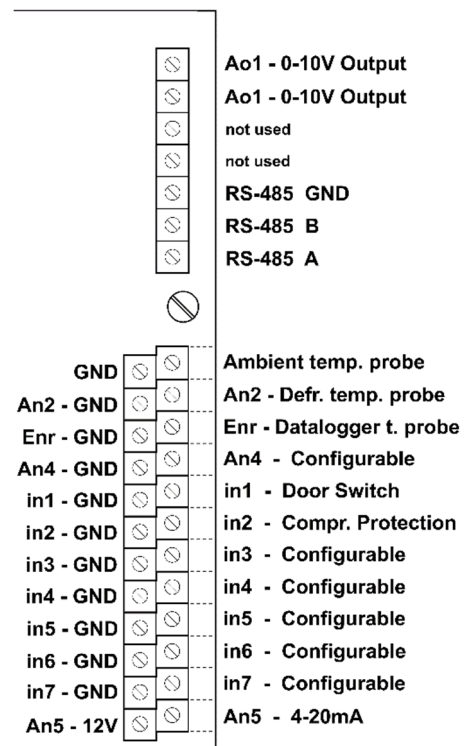 Ao1 - 0-10V Output
Ao1 - 0-10V Output
not used
not used
RS-485 GND
RS-485 B
RS-485 A
GND Ambient temp. probe
An2 - GND An2 - Defr. temp. probe
Enr - GND Enr - Datalogger t. probe
An4 - GND An4 - Configurable
in1 - GND in1 - Door Switch
in2 - GND in2 - Compr. Protection
in3 - GND in3 - Configurable
in4 - GND in4 - Configurable
in5 - GND in5 - Configurable
in6 - GND in6 - Configurable
in7 - GND in7 - Configurable
An5 - 12V An5 - 4-20mA